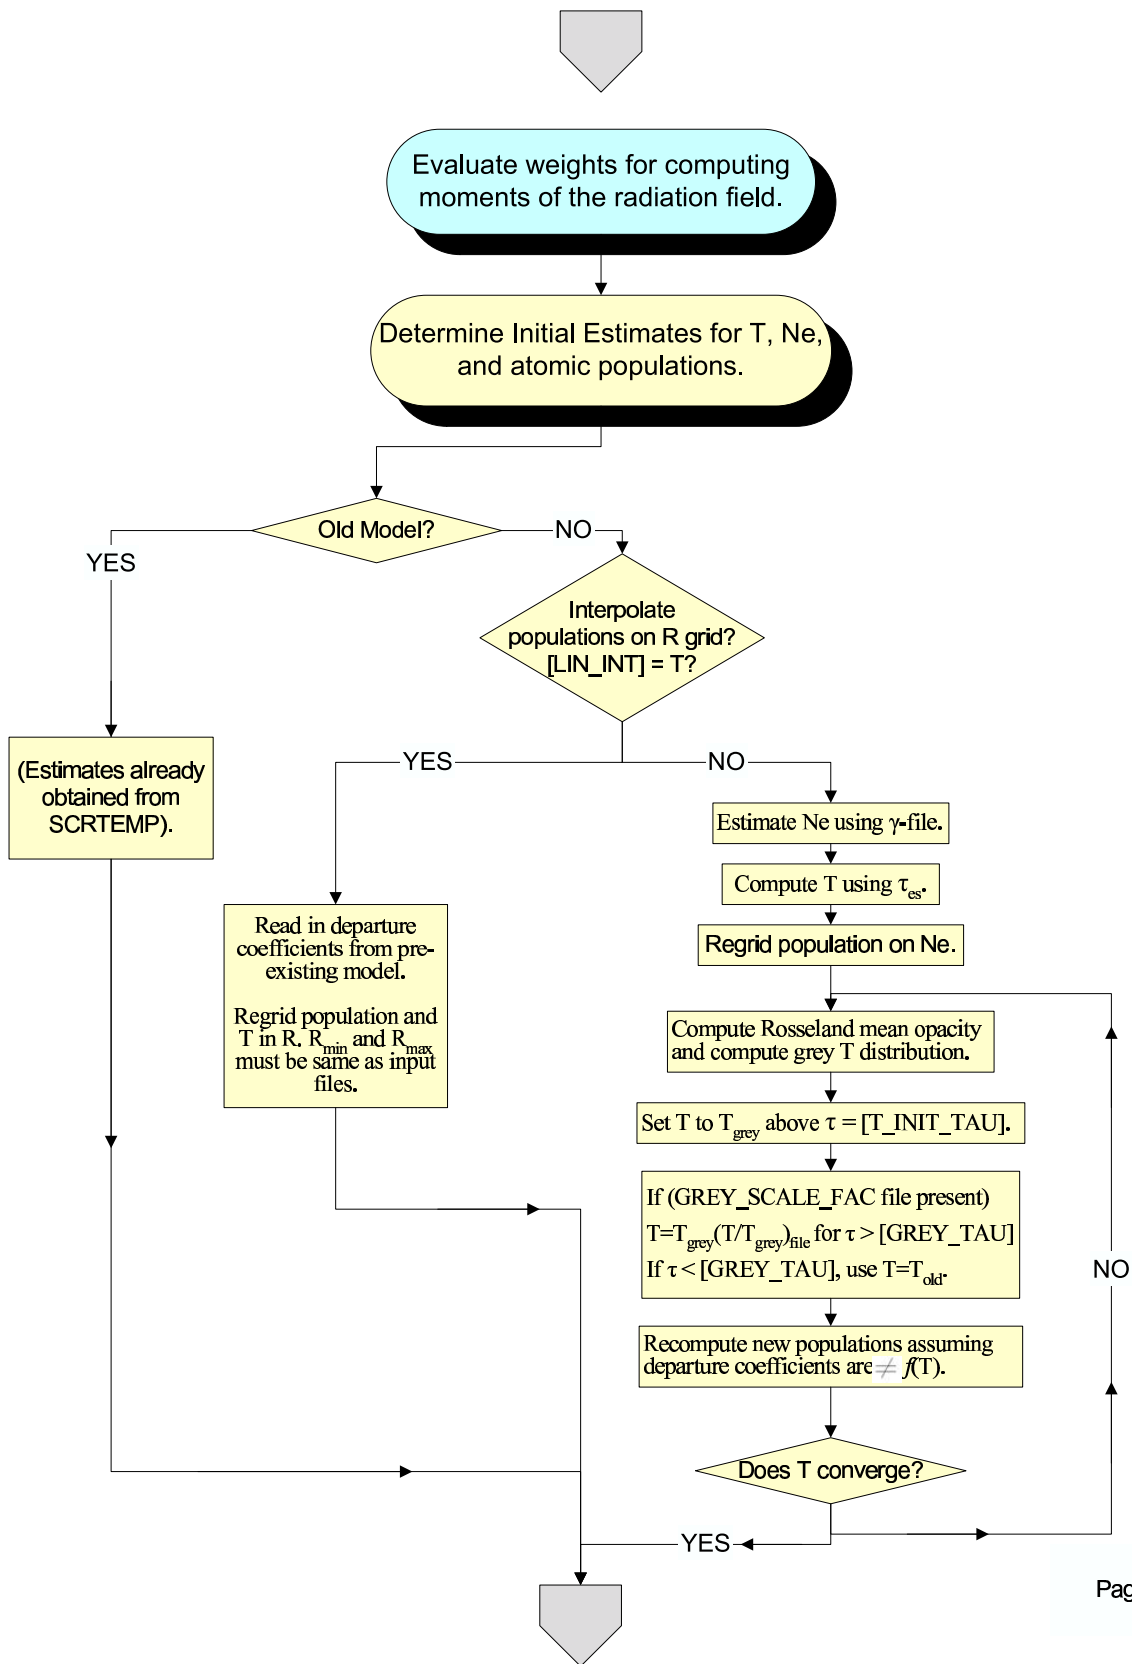 Evaluate weights for computing
moments of the radiation field.
Determine Initial Estimates for T, Ne,
and atomic populations.
Old Model?
NO
YES
Interpolate
populations on R grid?
[LIN_INT] = T?
YES
NO
(Estimates already
obtained from
SCRTEMP).
Estimate Ne using γ-file.
Compute T using τes.
Regrid population on Ne.
Read in departure
coefficients from pre-
existing model.
Regrid population and
T in R. Rmin and Rmax
must be same as input
files.
Compute Rosseland mean opacity
and compute grey T distribution.
Set T to Tgrey above τ = [T_INIT_TAU].
If (GREY_SCALE_FAC file present)
T=Tgrey(T/Tgrey)file for τ > [GREY_TAU]
If τ < [GREY_TAU], use T=Told.
NO
Recompute new populations assuming
departure coefficients are ≠ f(T).
Does T converge?
YES
Pag